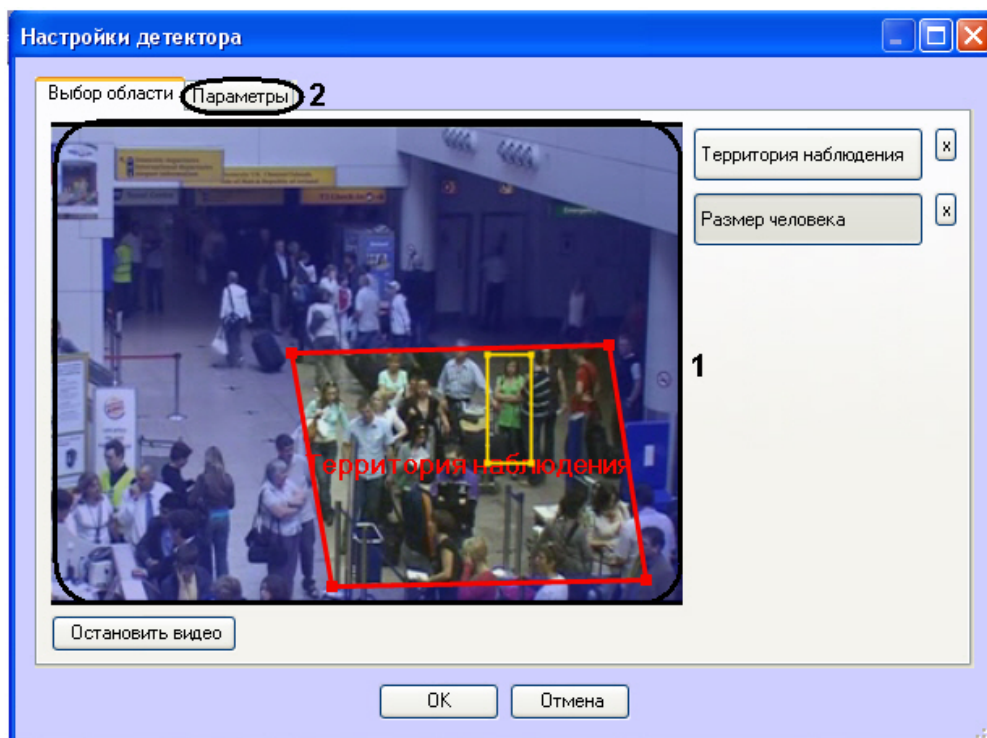 Настройки детектора
Выбор области
Параметры
2
Территория наблюдения
x
Размер человека
x
1
Территория наблюдения
Остановить видео
OK
Отмена